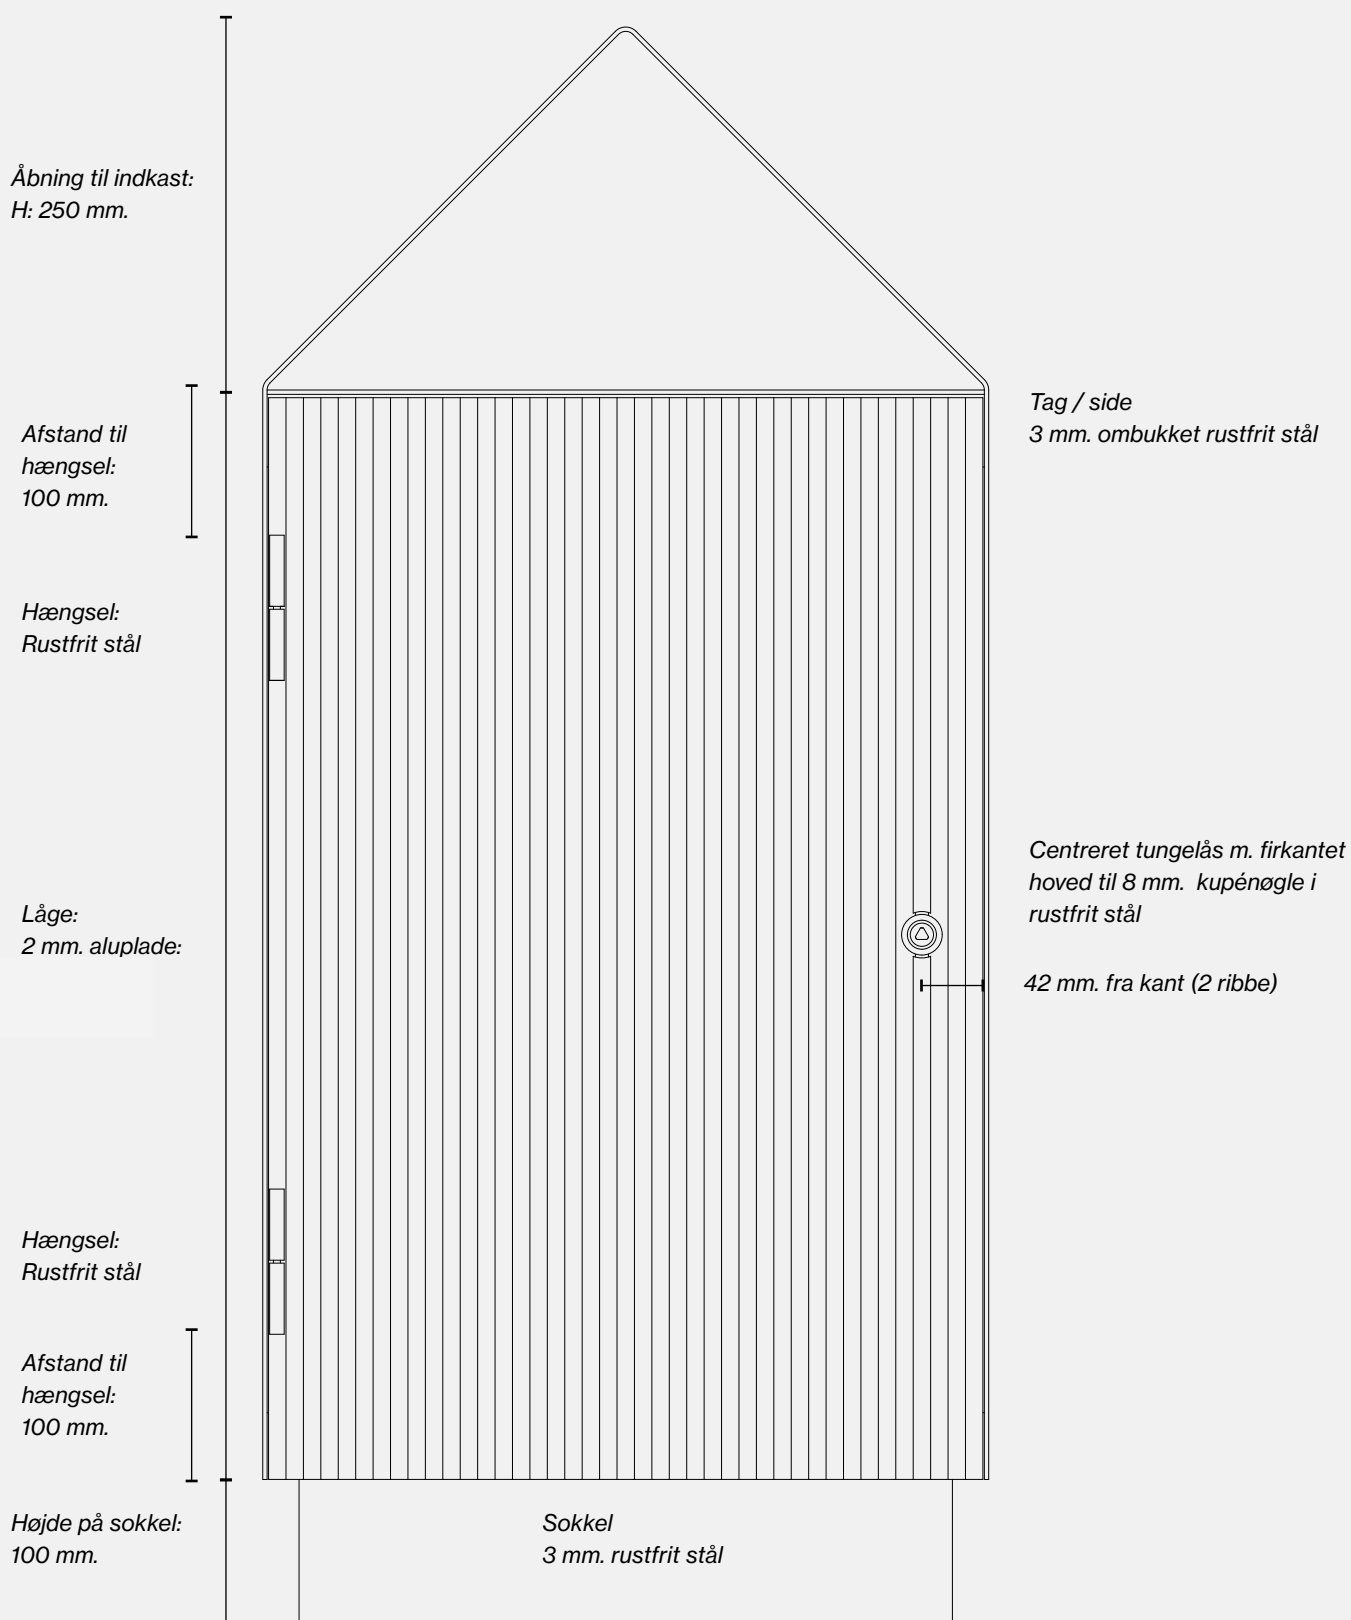 Åbning til indkast:
H: 250 mm.
Afstand til
hængsel:
100 mm.
Hængsel:
Rustfrit stål
Låge:
2 mm. aluplade:
Hængsel:
Rustfrit stål
Afstand til
hængsel:
100 mm.
Højde på sokkel:
100 mm.
Sokkel
3 mm. rustfrit stål
Tag / side
3 mm. ombukket rustfrit stål
Centreret tungelås m. firkantet
hoved til 8 mm.  kupénøgle i
rustfrit stål
42 mm. fra kant (2 ribbe)